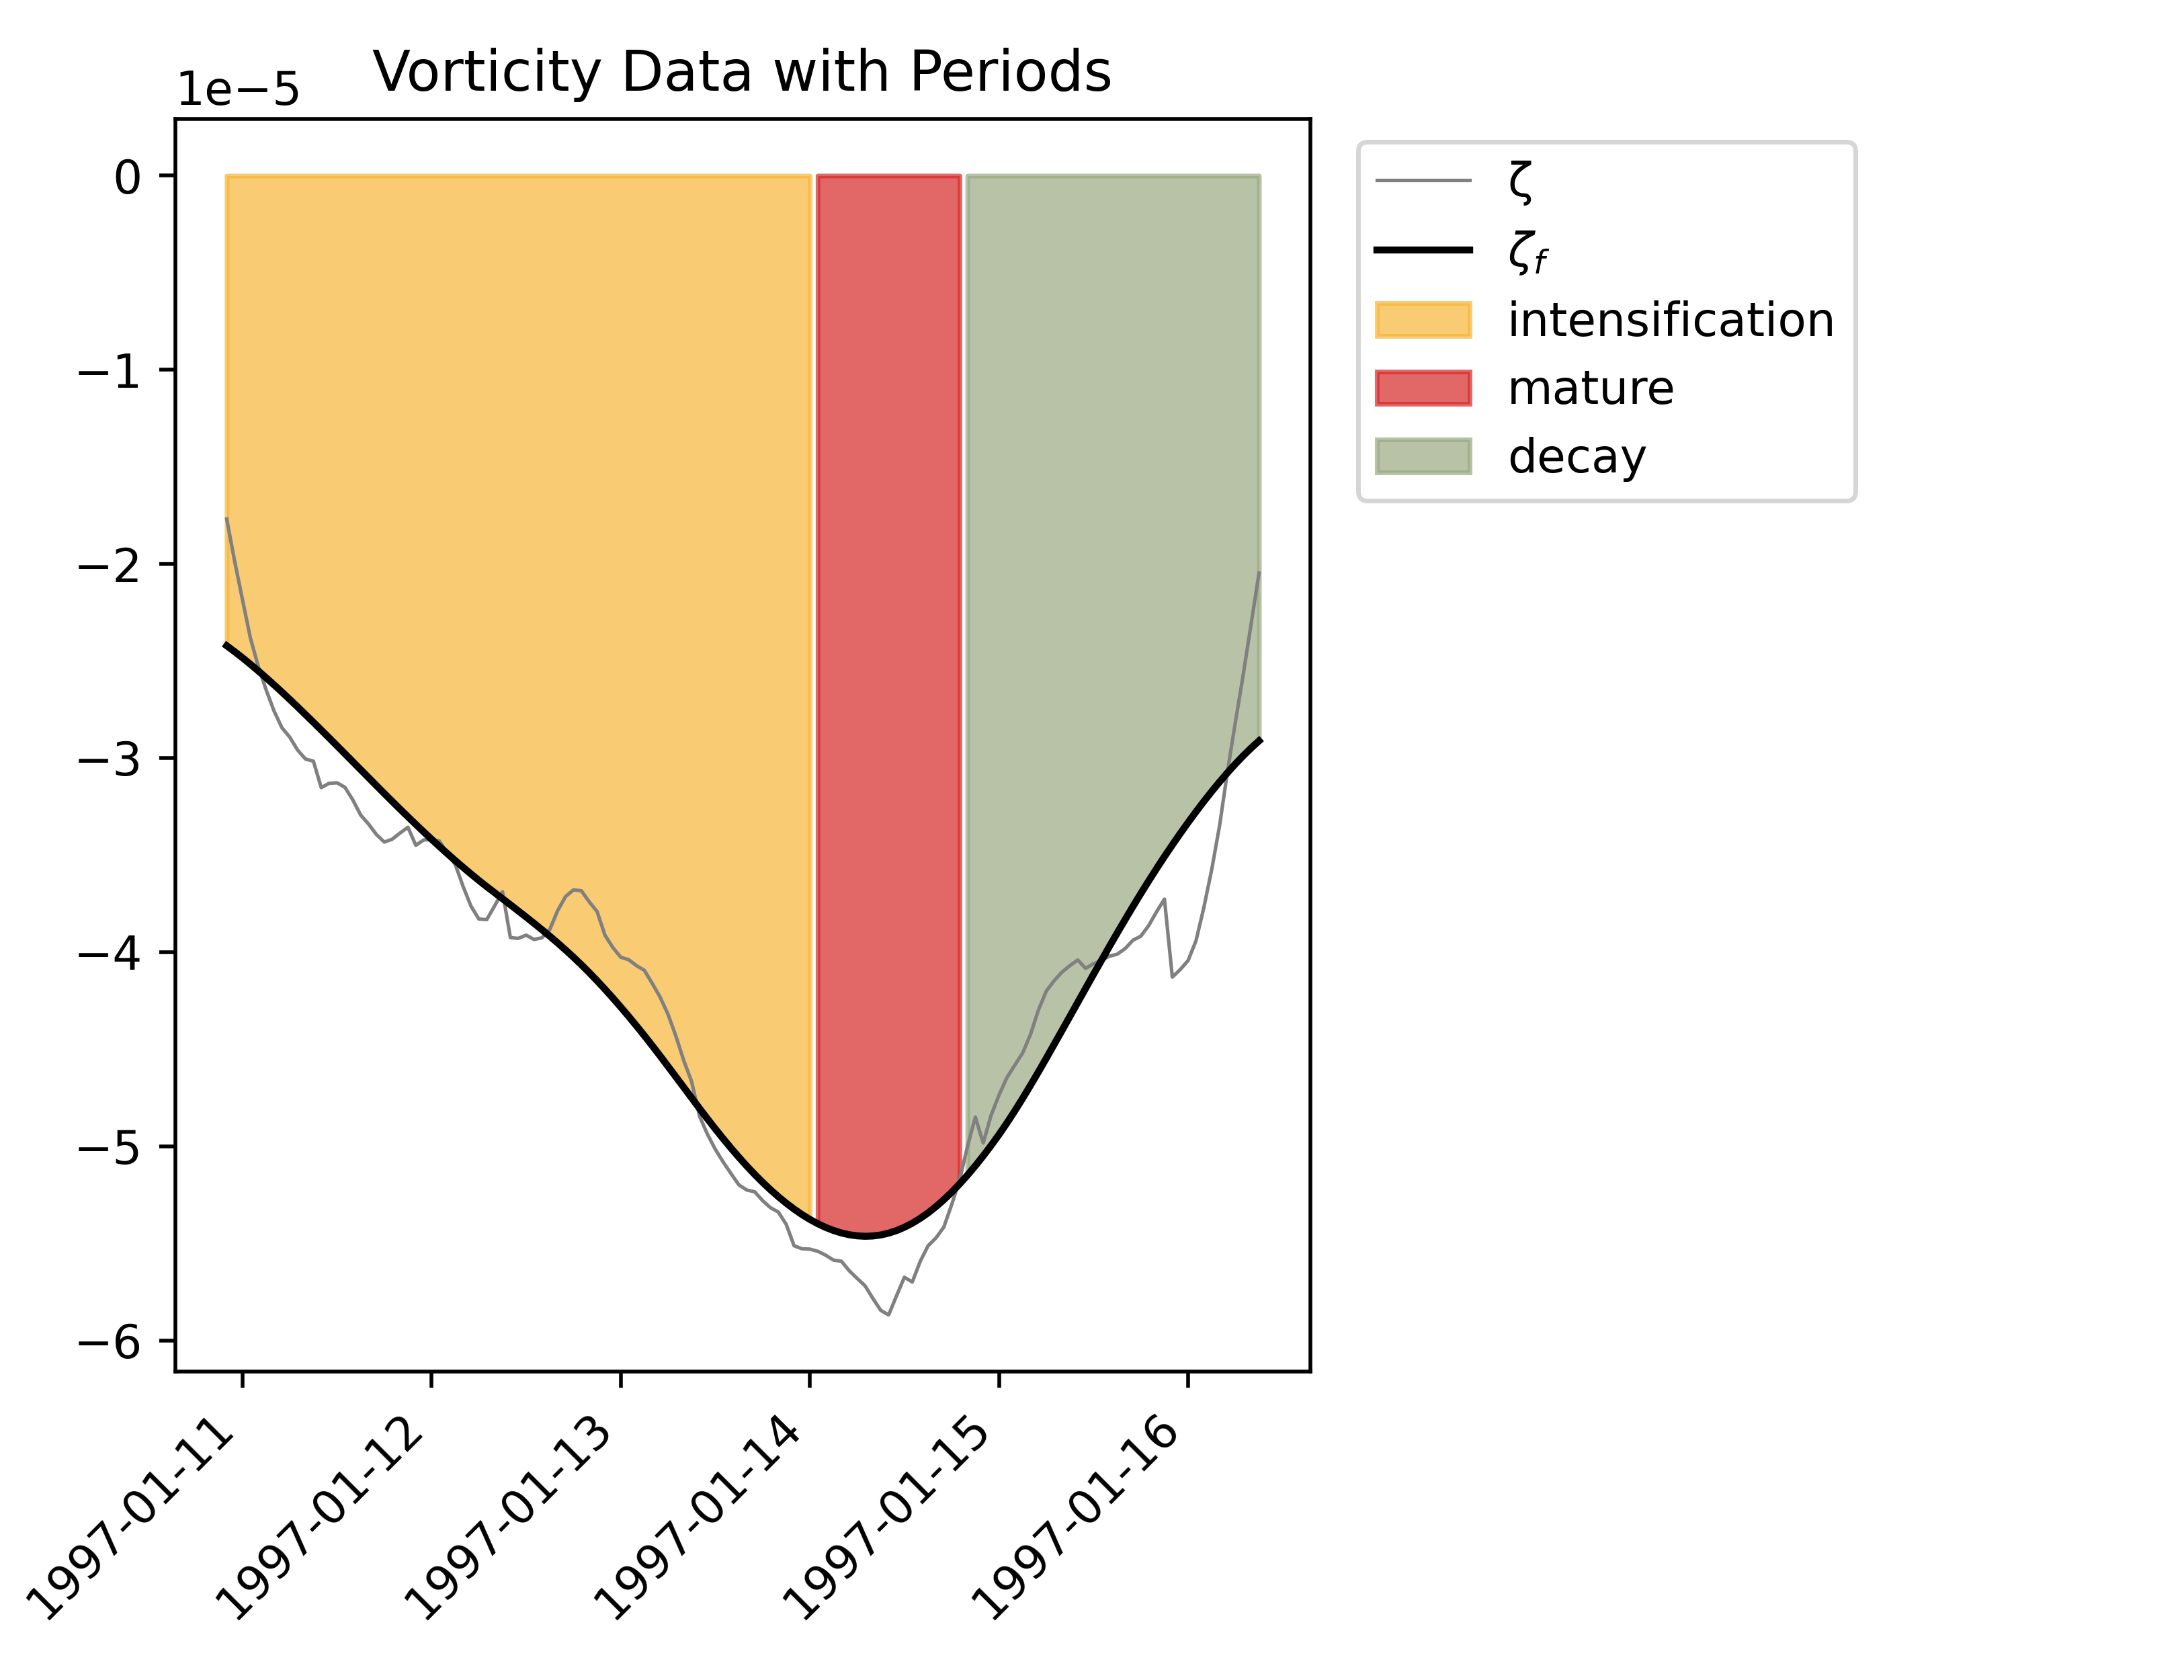 Vorticity Data with Periods
1e−5
0
−1
−2
−3
−4
−5
−6
1997-01-11
1997-01-12
1997-01-13
1997-01-14
1997-01-15
1997-01-16
ζ
ζf
intensification
mature
decay